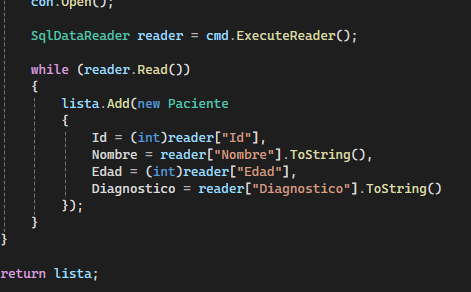 con.Open();
SqlDataReader reader = cmd.ExecuteReader();
while (reader.Read())
{
lista.Add(new Paciente
{
Id = (int)reader["Id"],
Nombre = reader["Nombre"].ToString(),
Edad = (int)reader["Edad"],
Diagnostico = reader["Diagnostico"].ToString()
});
}
}
return lista;